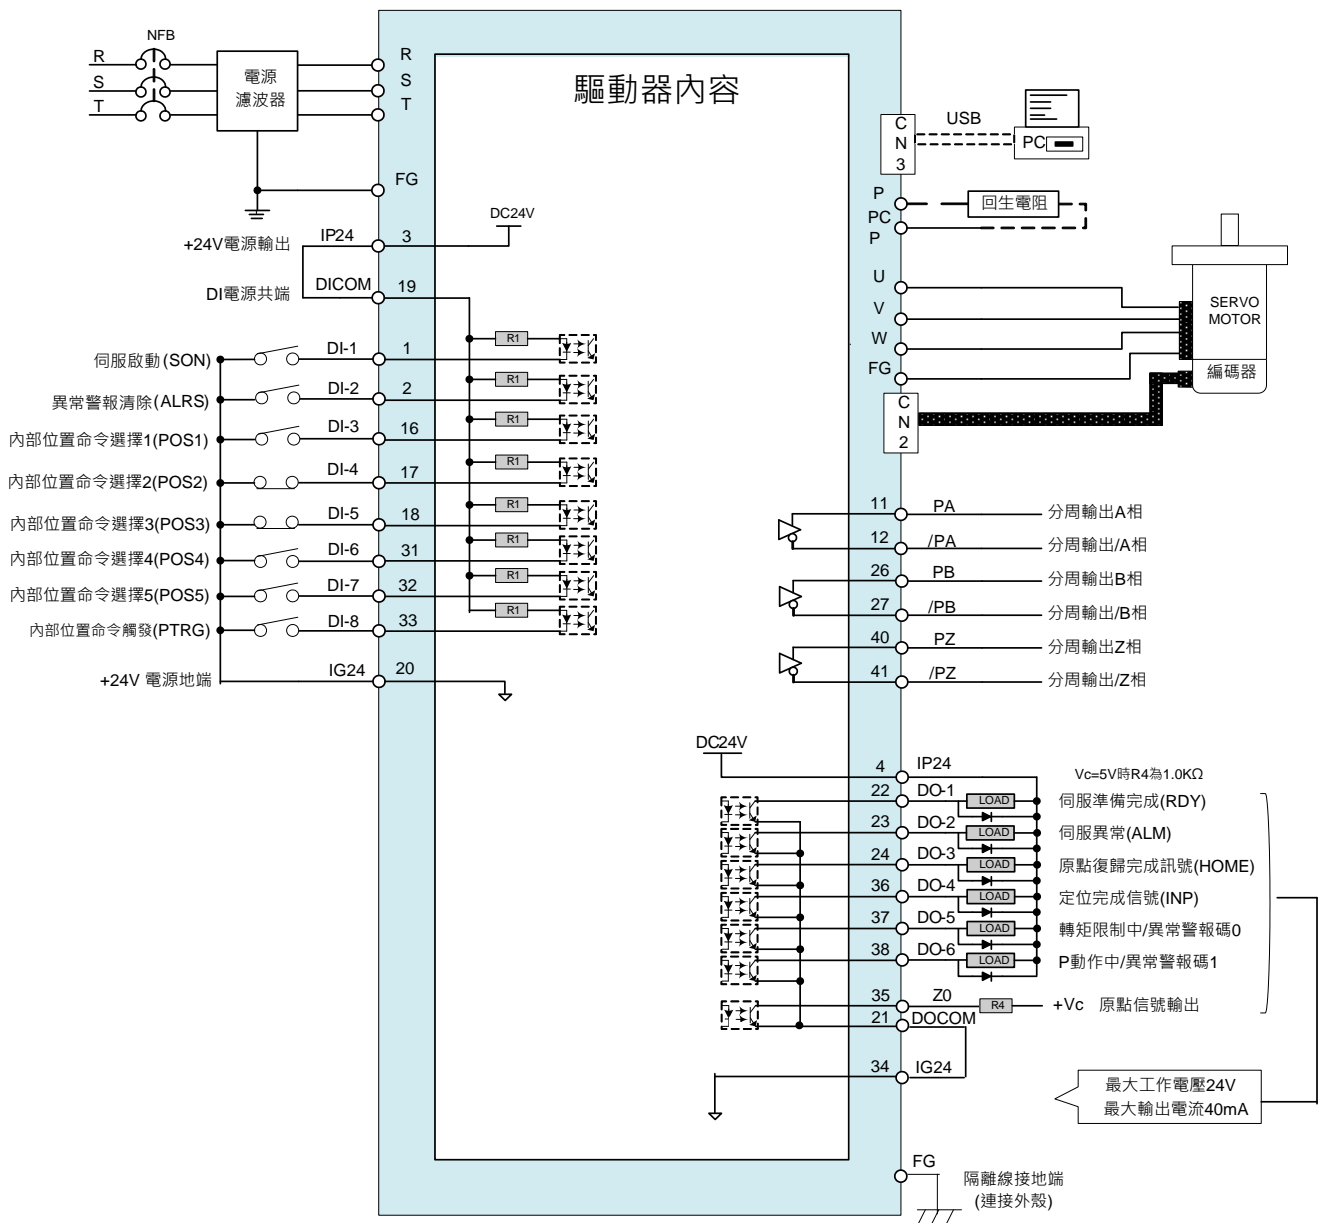 NFB
R
S
T
電源
濾波器
R
S
T
FG
驅動器內容
CN3
USB
PC
P
PC
P
回生電阻
U
V
W
FG
CN2
SERVO
MOTOR
編碼器
+24V電源輸出
IP24
3
DC24V
DI電源共端
DICOM
19
伺服啟動(SON)
DI-1
1
R1
異常警報清除(ALRS)
DI-2
2
R1
內部位置命令選擇1(POS1)
DI-3
16
R1
內部位置命令選擇2(POS2)
DI-4
17
R1
內部位置命令選擇3(POS3)
DI-5
18
R1
內部位置命令選擇4(POS4)
DI-6
31
R1
內部位置命令選擇5(POS5)
DI-7
32
R1
內部位置命令觸發(PTRG)
DI-8
33
R1
+24V 電源地端
IG24
20
11
PA
分周輸出A相
12
/PA
分周輸出/A相
26
PB
分周輸出B相
27
/PB
分周輸出/B相
40
PZ
分周輸出Z相
41
/PZ
分周輸出/Z相
DC24V
4
IP24
Vc=5V時R4為1.0KΩ
22
DO-1
LOAD
伺服準備完成(RDY)
23
DO-2
LOAD
伺服異常(ALM)
24
DO-3
LOAD
原點復歸完成訊號(HOME)
36
DO-4
LOAD
定位完成信號(INP)
37
DO-5
LOAD
轉矩限制中/異常警報碼0
38
DO-6
LOAD
P動作中/異常警報碼1
35
Z0
R4
+Vc 原點信號輸出
21
DOCOM
34
IG24
最大工作電壓24V
最大輸出電流40mA
FG
隔離線接地端
(連接外殼)